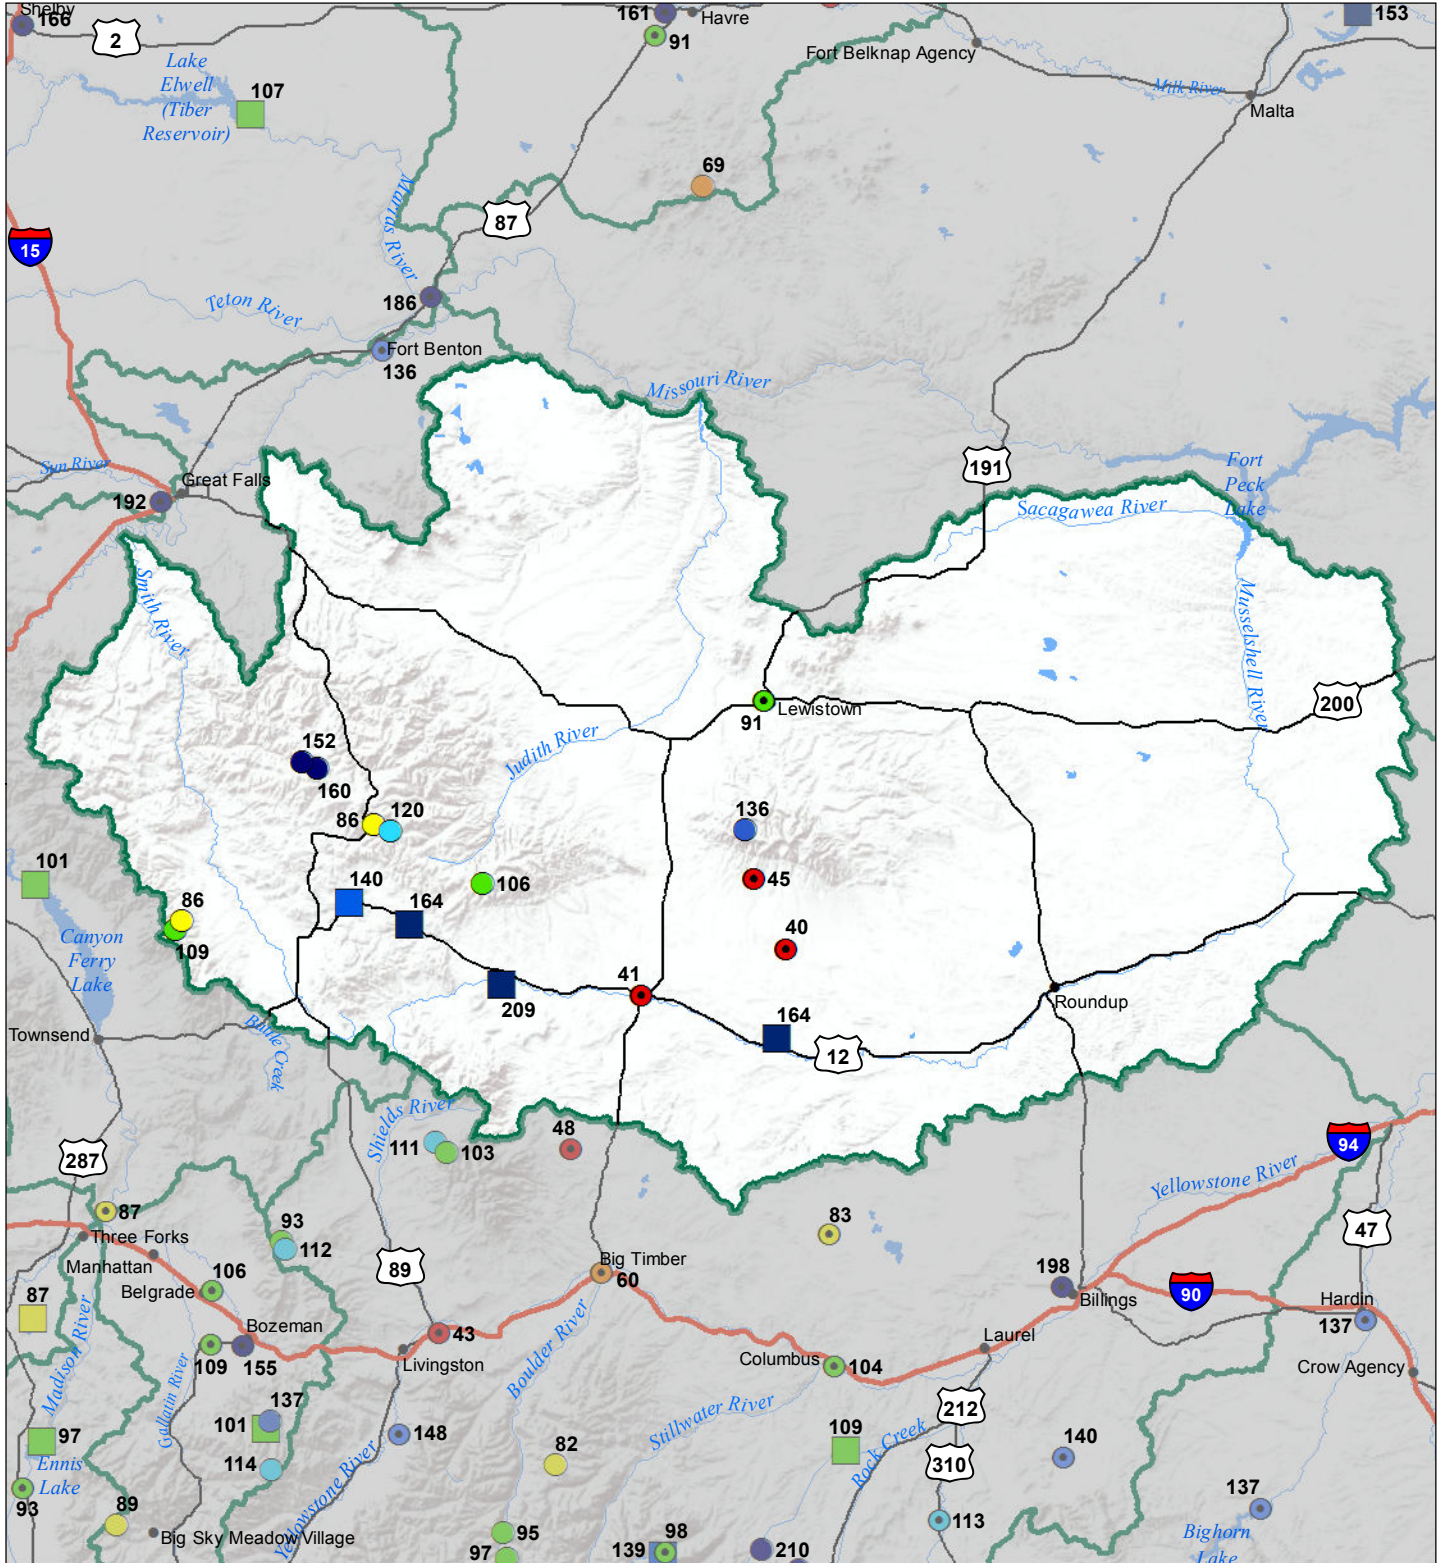 Shelby
166
2
161
Havre
91
153
Fort Belknap Agency
Milk River
Malta
Lake
Elwell
(Tiber
Reservoir)
107
69
Marias River
87
15
186
Teton River
Fort Benton
136
Missouri River
191
Sun River
Great Falls
192
Fort
Peck
Lake
Sacagawea River
Smith River
Musselshell River
200
91
Lewistown
Judith River
152
160
86
120
136
45
101
140
164
106
86
109
40
Canyon
Ferry
Lake
41
209
Roundup
164
12
Townsend
Battle Creek
Shields River
111
103
48
94
287
Yellowstone River
87
Three Forks
Manhattan
93
112
83
47
89
Big Timber
60
198
Billings
90
Hardin
137
106
Belgrade
87
Bozeman
43
Livingston
109
155
Madison River
Gallatin River
Boulder River
Columbus
104
Laurel
Crow Agency
137
101
114
148
Stillwater River
212
109
Rock Creek
310
140
97
Ennis
Lake
93
82
Yellowstone River
89
Big Sky Meadow Village
95
97
139
98
210
113
137
Bighorn
Lake